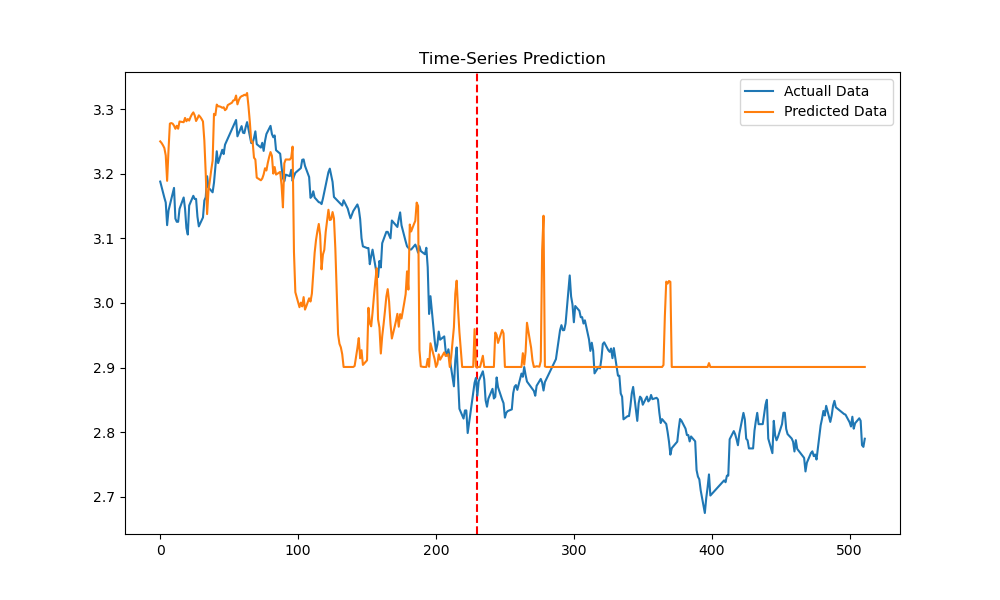 Time-Series Prediction
Actuall Data
Predicted Data
3.3
3.2
3.1
3.0
2.9
2.8
2.7
0 100 200 300 400 500